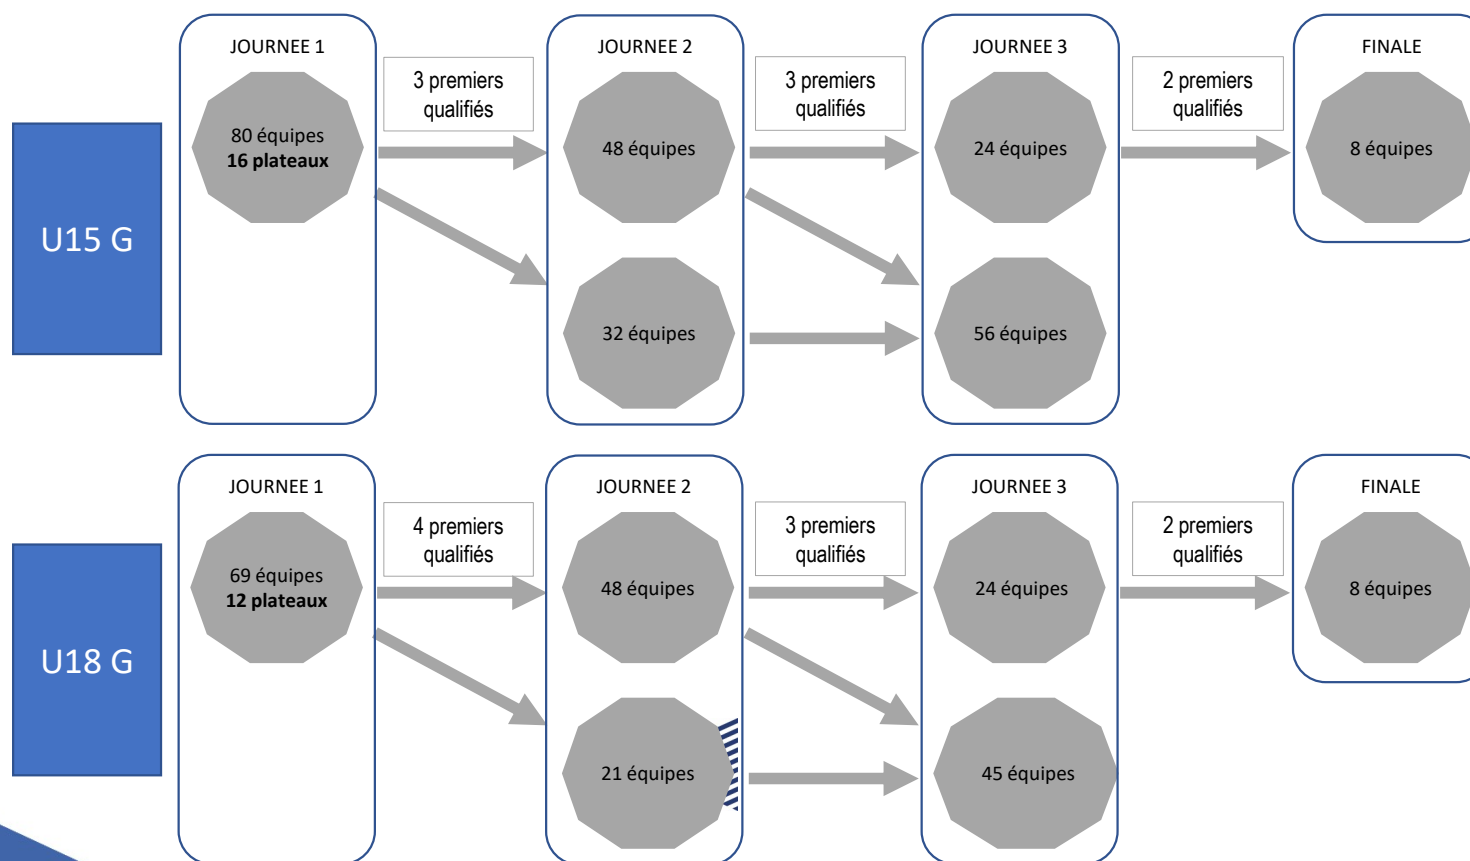 U15 G
JOURNEE 1
80 équipes
16 plateaux
3 premiers
qualifiés
JOURNEE 2
48 équipes
32 équipes
3 premiers
qualifiés
JOURNEE 3
24 équipes
56 équipes
2 premiers
qualifiés
FINALE
8 équipes
U18 G
JOURNEE 1
69 équipes
12 plateaux
4 premiers
qualifiés
JOURNEE 2
48 équipes
21 équipes
3 premiers
qualifiés
JOURNEE 3
24 équipes
45 équipes
2 premiers
qualifiés
FINALE
8 équipes